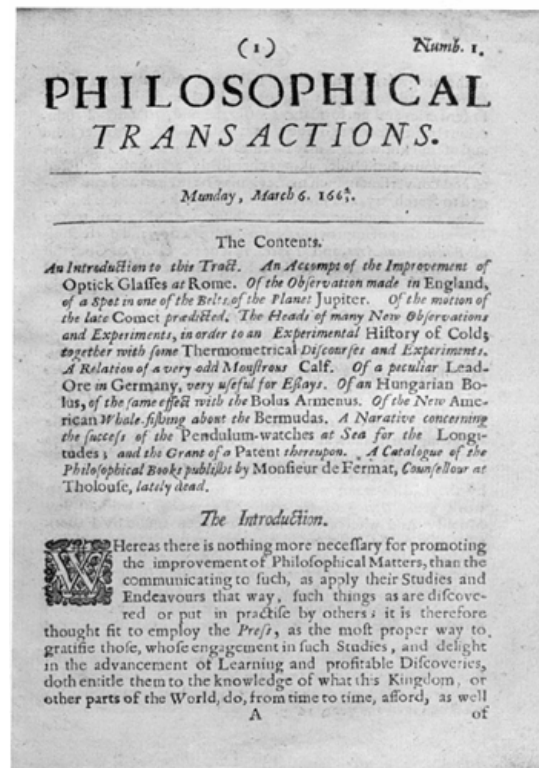 (1) Numb. 1.
PHILOSOPHICAL
TRANSACTIONS.
Munday, March 6. 166⅘.
The Contents.
An Introduction to this Tract. An Accompt of the Improvement of
Optick Glaſſes at Rome. Of the Obſervation made in England,
of a Spot in one of the Belts of the Planet Jupiter. Of the motion of
the late Comet prædicted. The Heads of many New Obſervations
and Experiments, in order to an Experimental Hiſtory of Cold;
together with ſome Thermometrical Diſcourſes and Experiments.
A Relation of a very odd Monſtrous Calf. Of a peculiar Lead-
Ore in Germany, very uſeful for Eſſays. Of an Hungarian Bo-
lus, of the ſame effect with the Bolus Armenus. Of the New Ame-
rican Whale-fiſhing about the Bermudas. A Narative concerning
the ſucceſs of the Pendulum-watches at Sea for the Longi-
tudes; and the Grant of a Patent thereupon. A Catalogue of the
Philoſophical Books publiſht by Monſieur de Fermat, Counſellour at
Tholouſe, lately dead.
The Introduction.
WHereas there is nothing more neceſſary for promoting
the improvement of Philoſophical Matters, than the
communicating to ſuch, as apply their Studies and
Endeavours that way, ſuch things as are diſcove-
red or put in practiſe by others; it is therefore
thought fit to employ the Preſs, as the moſt proper way to
gratifie thoſe, whoſe engagement in ſuch Studies, and delight
in the advancement of Learning and profitable Diſcoveries,
doth entitle them to the knowledge of what this Kingdom, or
other parts of the World, do, from time to time, afford, as well
A of